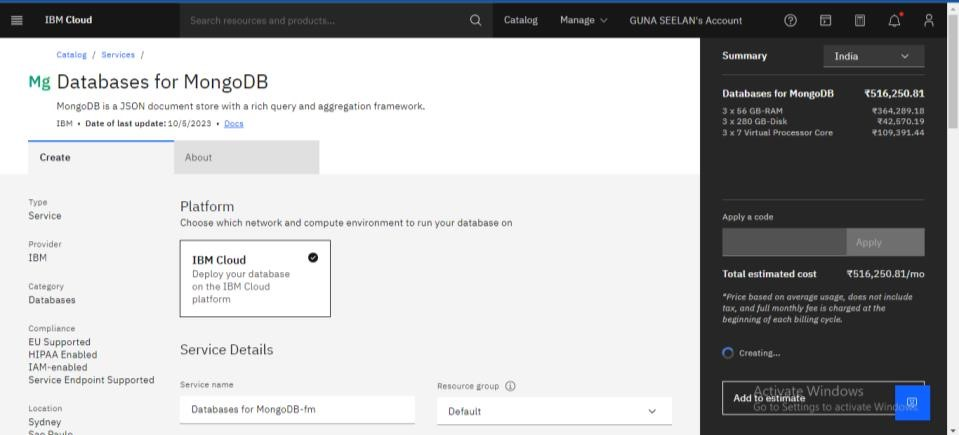 IBM Cloud
Search resources and products...
Catalog
Manage
GUNA SEELAN's Account
Catalog / Services /
Mg Databases for MongoDB
MongoDB is a JSON document store with a rich query and aggregation framework.
IBM • Date of last update: 10/5/2023 • Docs
Create
About
Type
Service
Provider
IBM
Category
Databases
Compliance
EU Supported
HIPAA Enabled
IAM-enabled
Service Endpoint Supported
Location
Sydney
Sao Paulo
Platform
Choose which network and compute environment to run your database on
IBM Cloud
Deploy your database
on the IBM Cloud
platform
Service Details
Service name
Databases for MongoDB-fm
Resource group
Default
Summary
India
Databases for MongoDB ₹516,250.81
3 x 56 GB-RAM ₹364,289.18
3 x 280 GB-Disk ₹42,570.19
3 x 7 Virtual Processor Core ₹109,391.44
Apply a code
Apply
Total estimated cost ₹516,250.81/mo
*Price based on average usage, does not include
tax, and full monthly fee is charged at the
beginning of each billing cycle.
Creating...
Add to estimate
Activate Windows
Go to Settings to activate Windows.